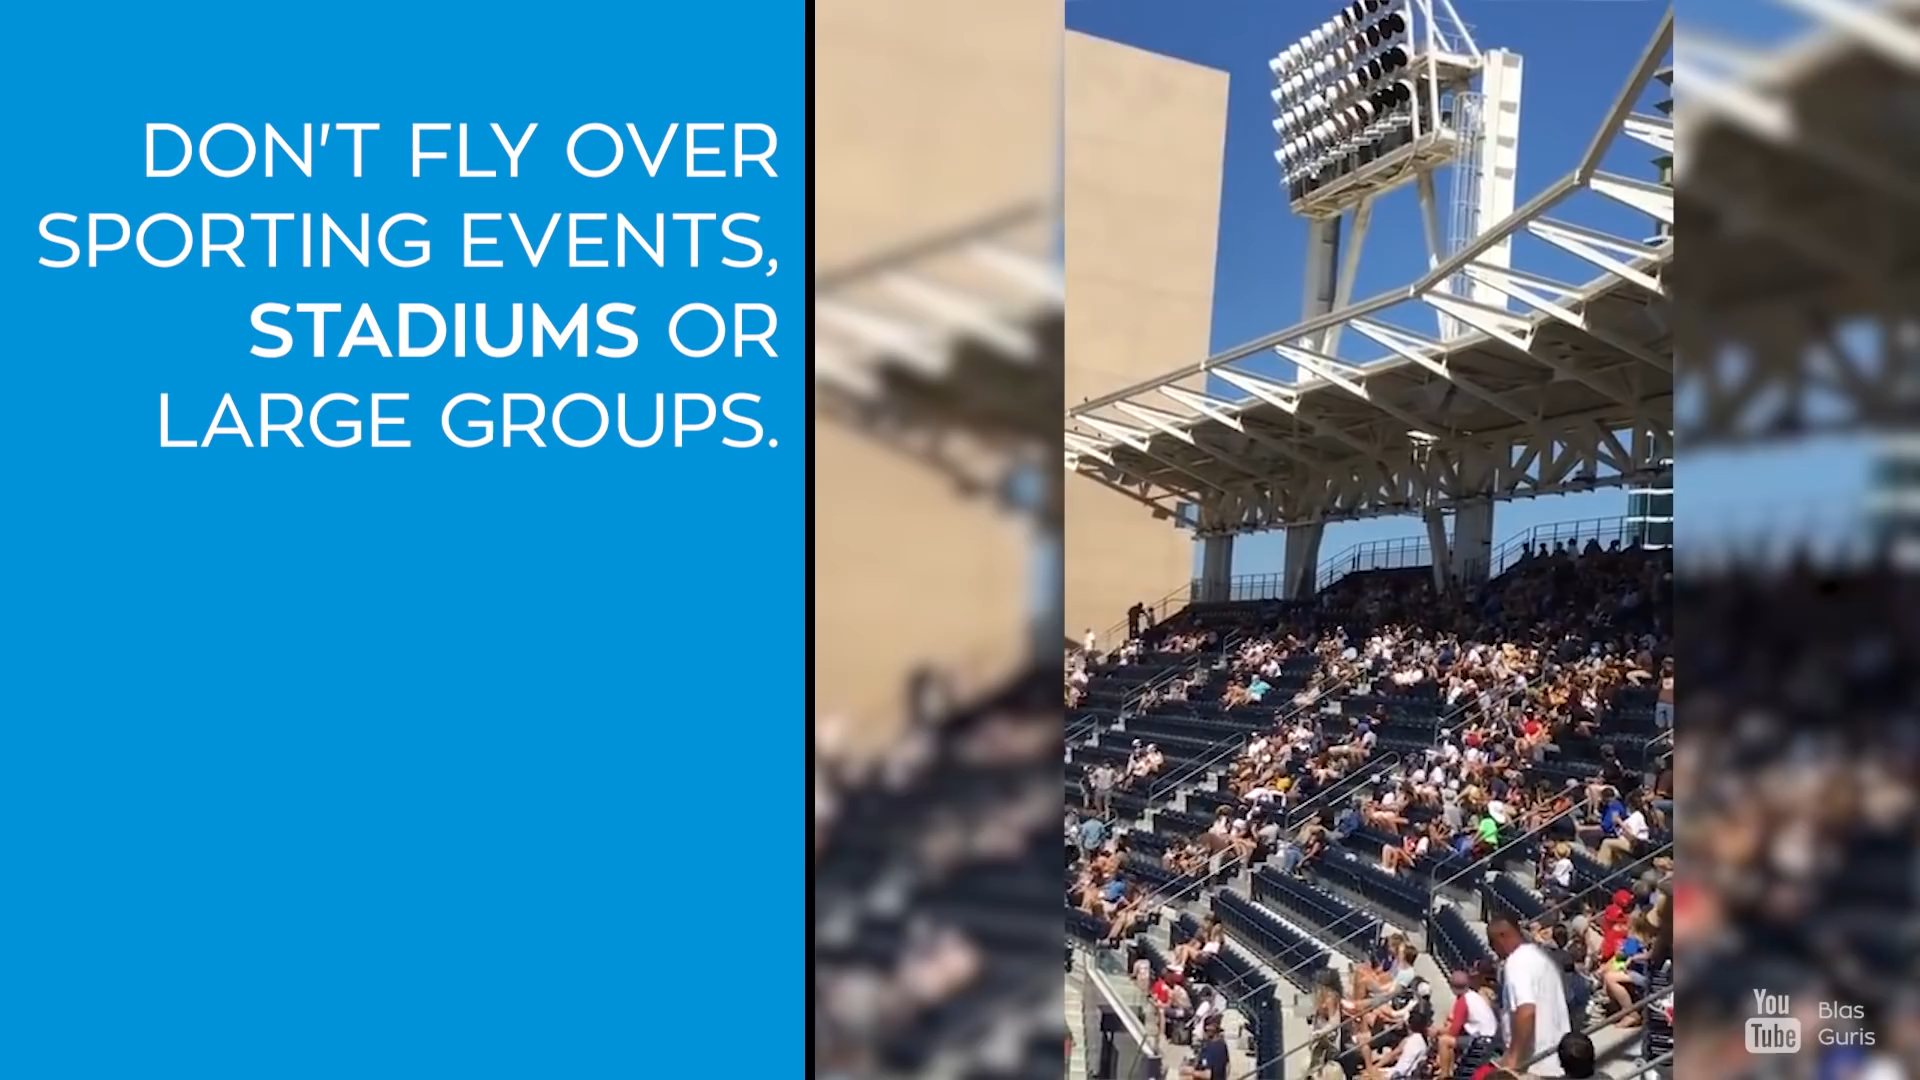 DON'T FLY OVER
SPORTING EVENTS,
STADIUMS OR
LARGE GROUPS.
You
Tube
Blas
Guris